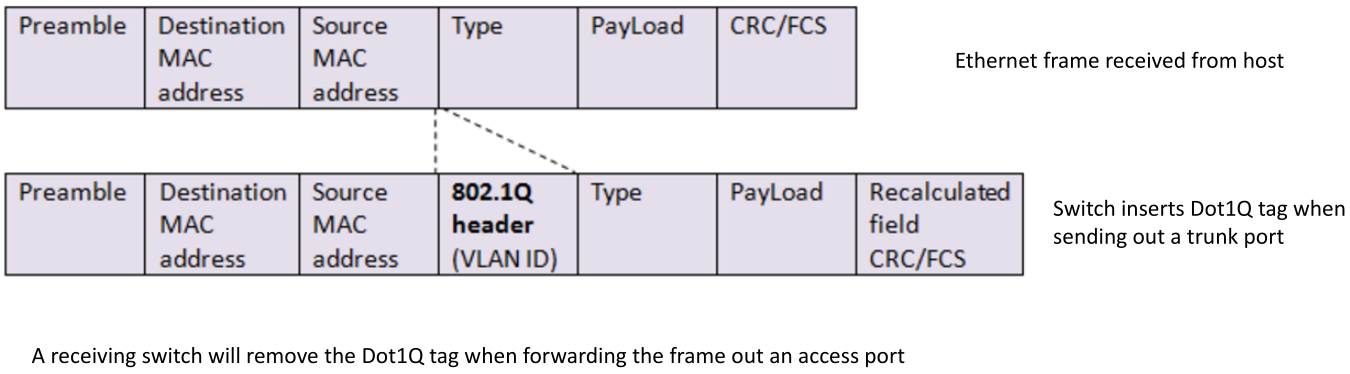 Preamble
Destination
MAC
address
Source
MAC
address
Type
PayLoad
CRC/FCS
Ethernet frame received from host
Preamble
Destination
MAC
address
Source
MAC
address
802.1Q
header
(VLAN ID)
Type
PayLoad
Recalculated
field
CRC/FCS
Switch inserts Dot1Q tag when
sending out a trunk port
A receiving switch will remove the Dot1Q tag when forwarding the frame out an access port